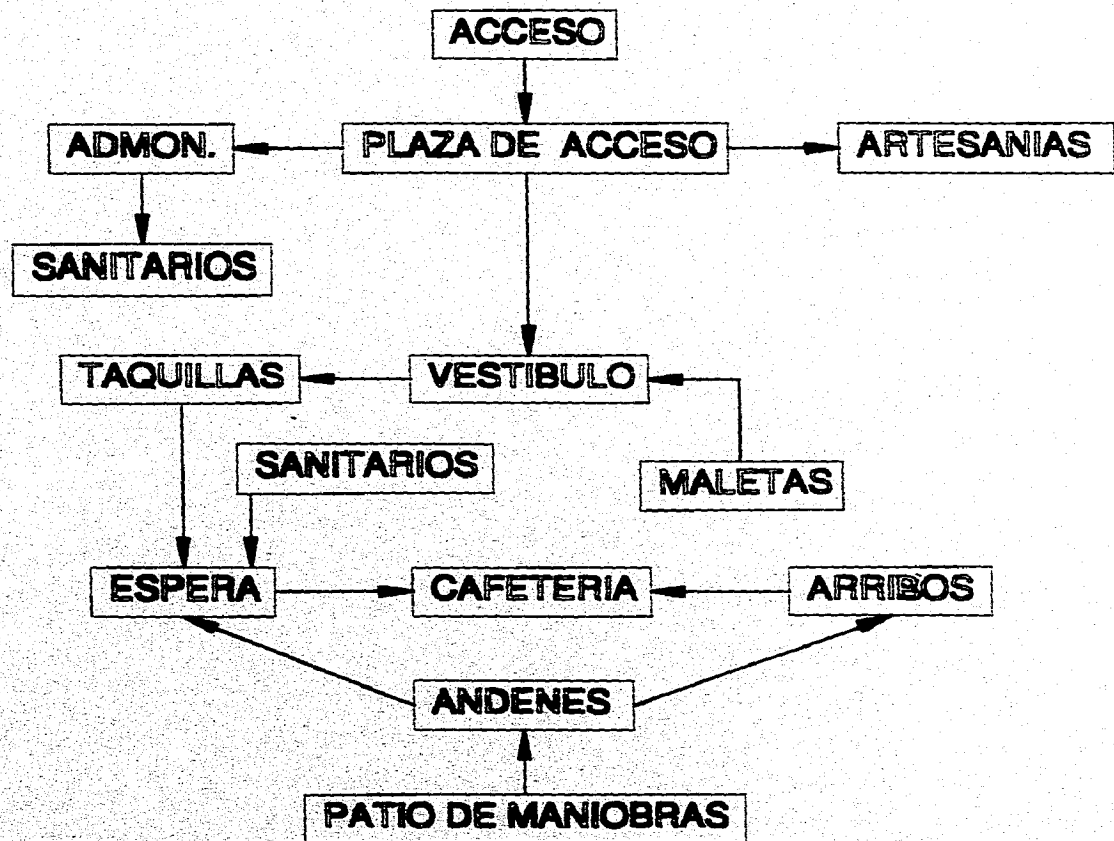 ACCESO
ADMON.
PLAZA DE ACCESO
ARTESANIAS
SANITARIOS
TAQUILLAS
VESTIBULO
SANITARIOS
MALETAS
ESPERA
CAFETERIA
ARRIBOS
ANDENES
PATIO DE MANIOBRAS